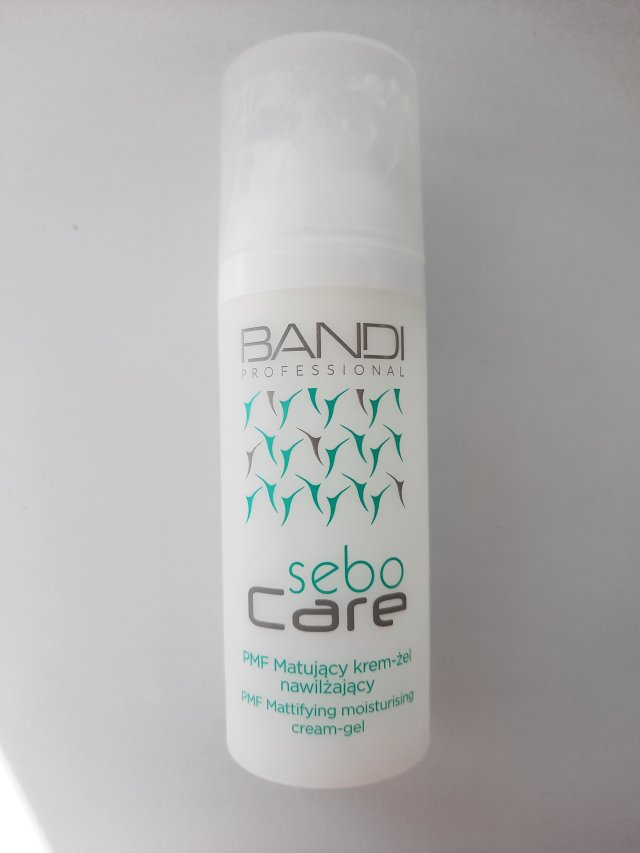 BANDI
PROFESSIONAL
sebo
Care
PMF Matujący krem-żel
nawilżający
PMF Mattifying moisturising
cream-gel